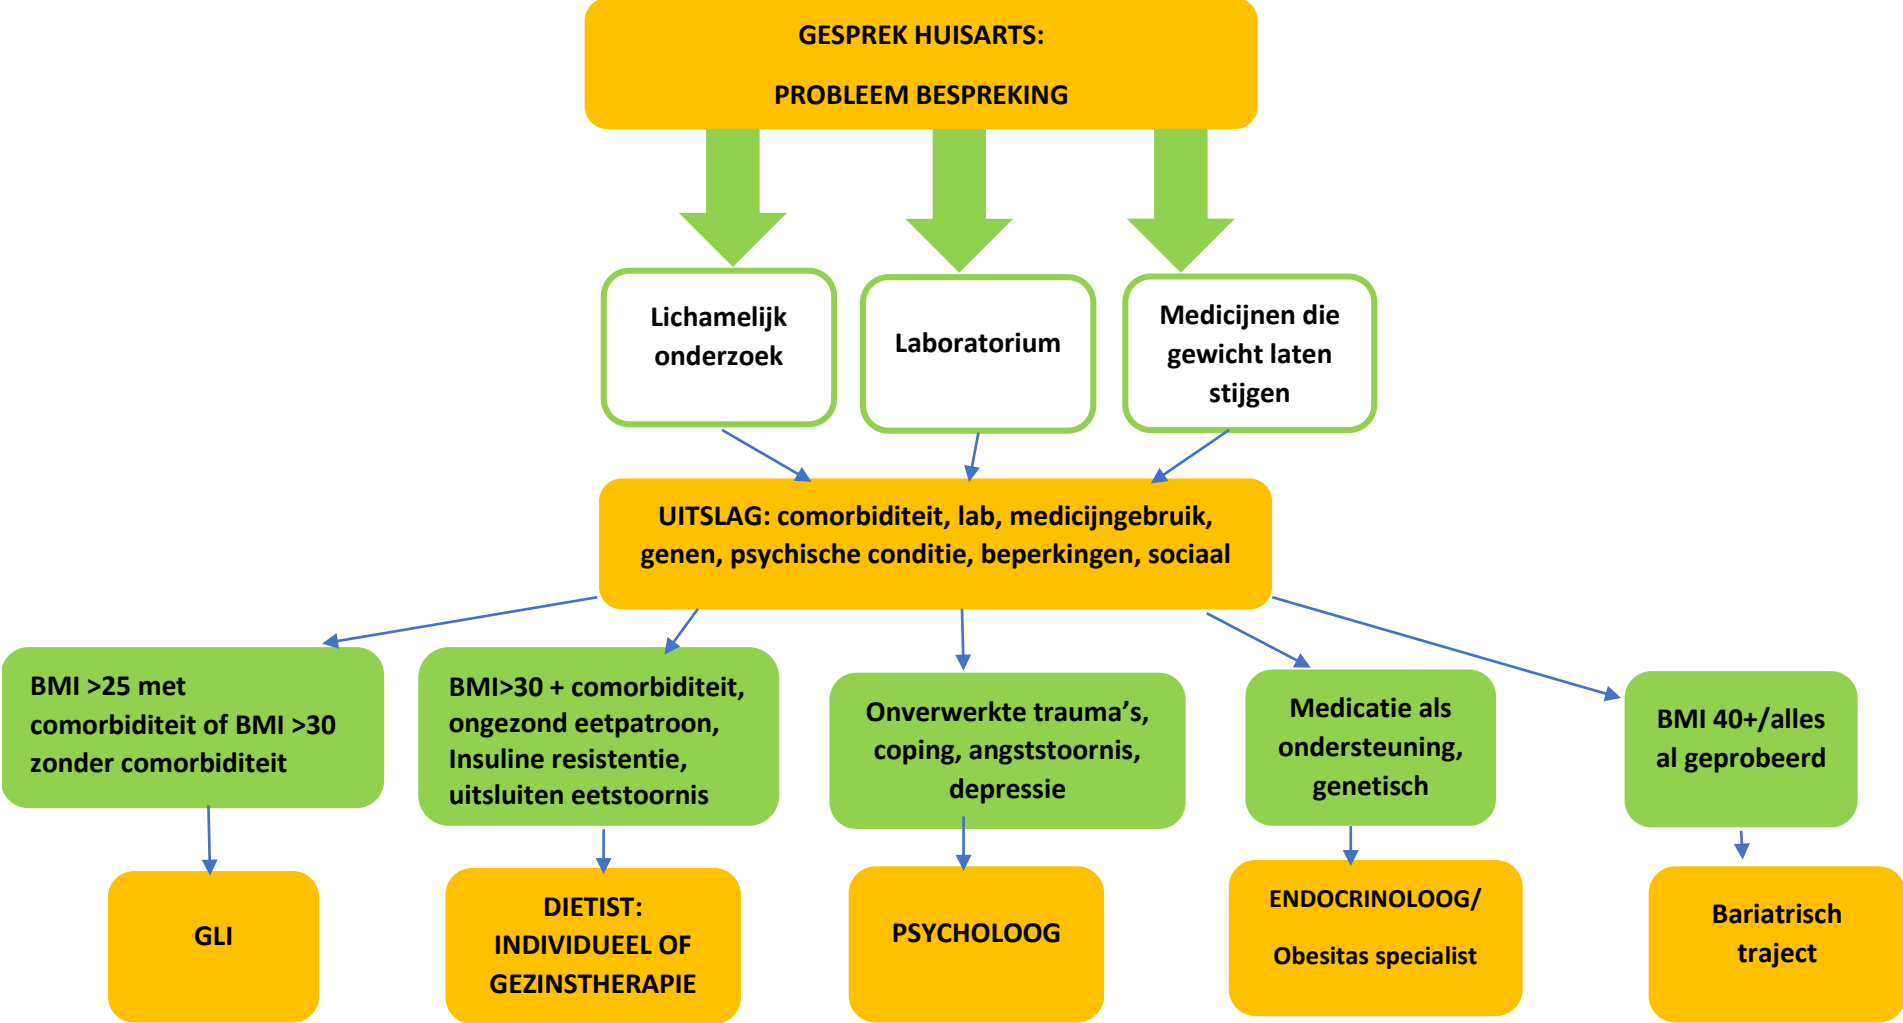 GESPREK HUISARTS:
PROBLEEM BESPREKING
Lichamelijk
onderzoek
Laboratorium
Medicijnen die
gewicht laten
stijgen
UITSLAG: comorbiditeit, lab, medicijngebruik,
genen, psychische conditie, beperkingen, sociaal
BMI >25 met
comorbiditeit of BMI >30
zonder comorbiditeit
BMI>30 + comorbiditeit,
ongezond eetpatroon,
Insuline resistentie,
uitsluiten eetstoornis
Onverwerkte trauma's,
coping, angststoornis,
depressie
Medicatie als
ondersteuning,
genetisch
BMI 40+/alles
al geprobeerd
GLI
DIETIST:
INDIVIDUEEL OF
GEZINSTHERAPIE
PSYCHOLOOG
ENDOCRINOLOOG/
Obesitas specialist
Bariatrisch
traject